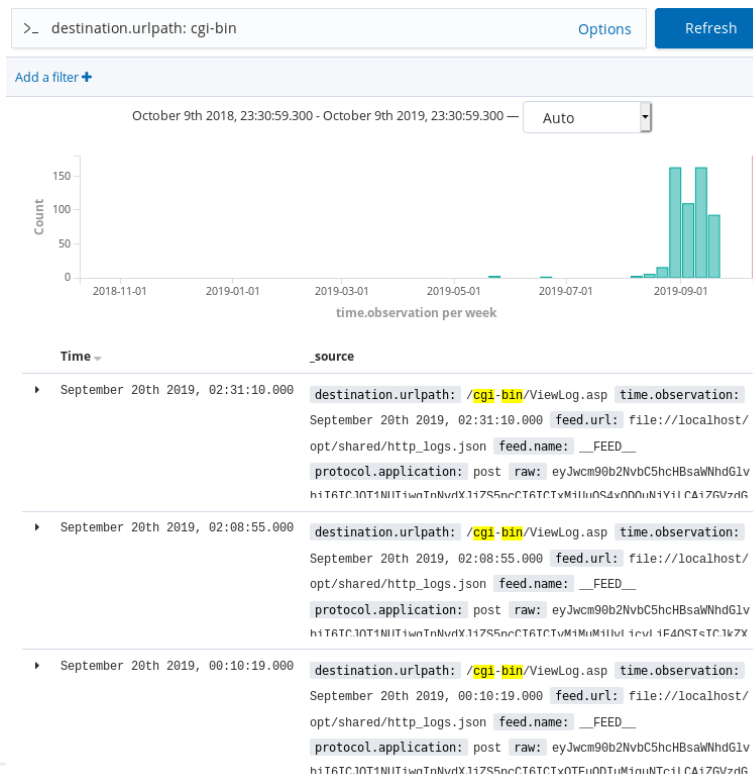 >_ destination.urlpath: cgi-bin Options Refresh
Add a filter +
October 9th 2018, 23:30:59.300 - October 9th 2019, 23:30:59.300 — Auto
150
100
50
0
Count
2018-11-01 2019-01-01 2019-03-01 2019-05-01 2019-07-01 2019-09-01
time.observation per week
Time _source
September 20th 2019, 02:31:10.000 destination.urlpath: /cgi-bin/ViewLog.asp time.observation:
September 20th 2019, 02:31:10.000 feed.url: file://localhost/
opt/shared/http_logs.json feed.name: __FEED__
protocol.application: post raw: eyJwcm90b2NvbC5hcHBsaWNhdGlv
September 20th 2019, 02:08:55.000 destination.urlpath: /cgi-bin/ViewLog.asp time.observation:
September 20th 2019, 02:08:55.000 feed.url: file://localhost/
opt/shared/http_logs.json feed.name: __FEED__
protocol.application: post raw: eyJwcm90b2NvbC5hcHBsaWNhdGlv
September 20th 2019, 00:10:19.000 destination.urlpath: /cgi-bin/ViewLog.asp time.observation:
September 20th 2019, 00:10:19.000 feed.url: file://localhost/
opt/shared/http_logs.json feed.name: __FEED__
protocol.application: post raw: eyJwcm90b2NvbC5hcHBsaWNhdGlv